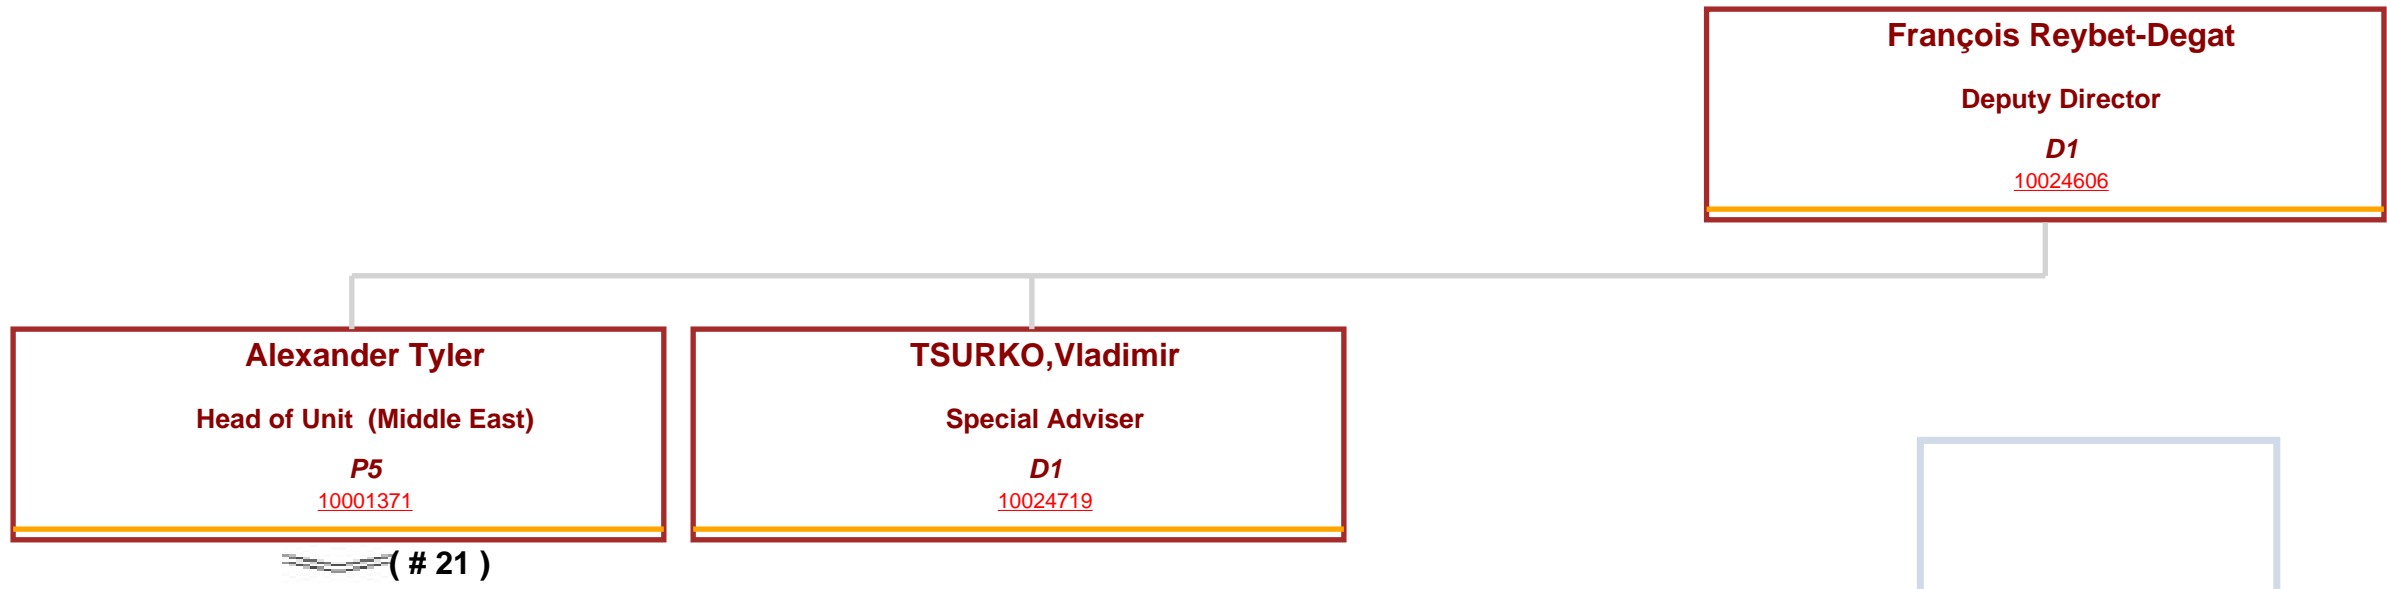 François Reybet-Degat
Deputy Director
D1
10024606
Alexander Tyler
Head of Unit  (Middle East)
P5
10001371
( # 21 )
TSURKO,Vladimir
Special Adviser
D1
10024719